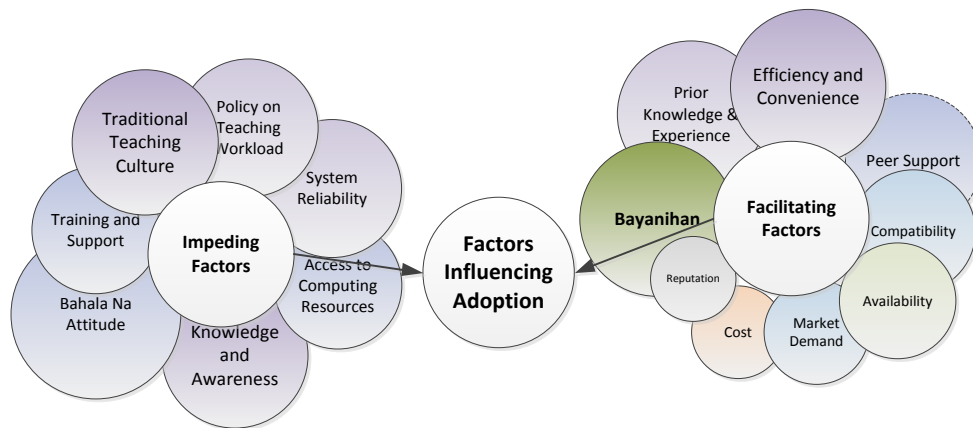 Traditional
Teaching
Culture
Policy on
Teaching
Workload
System
Reliability
Access to
Computing
Resources
Knowledge
and
Awareness
Bahala Na
Attitude
Training and
Support
Impeding
Factors
Factors
Influencing
Adoption
Facilitating
Factors
Prior
Knowledge &
Experience
Efficiency and
Convenience
Peer Support
Compatibility
Availability
Market
Demand
Cost
Reputation
Bayanihan